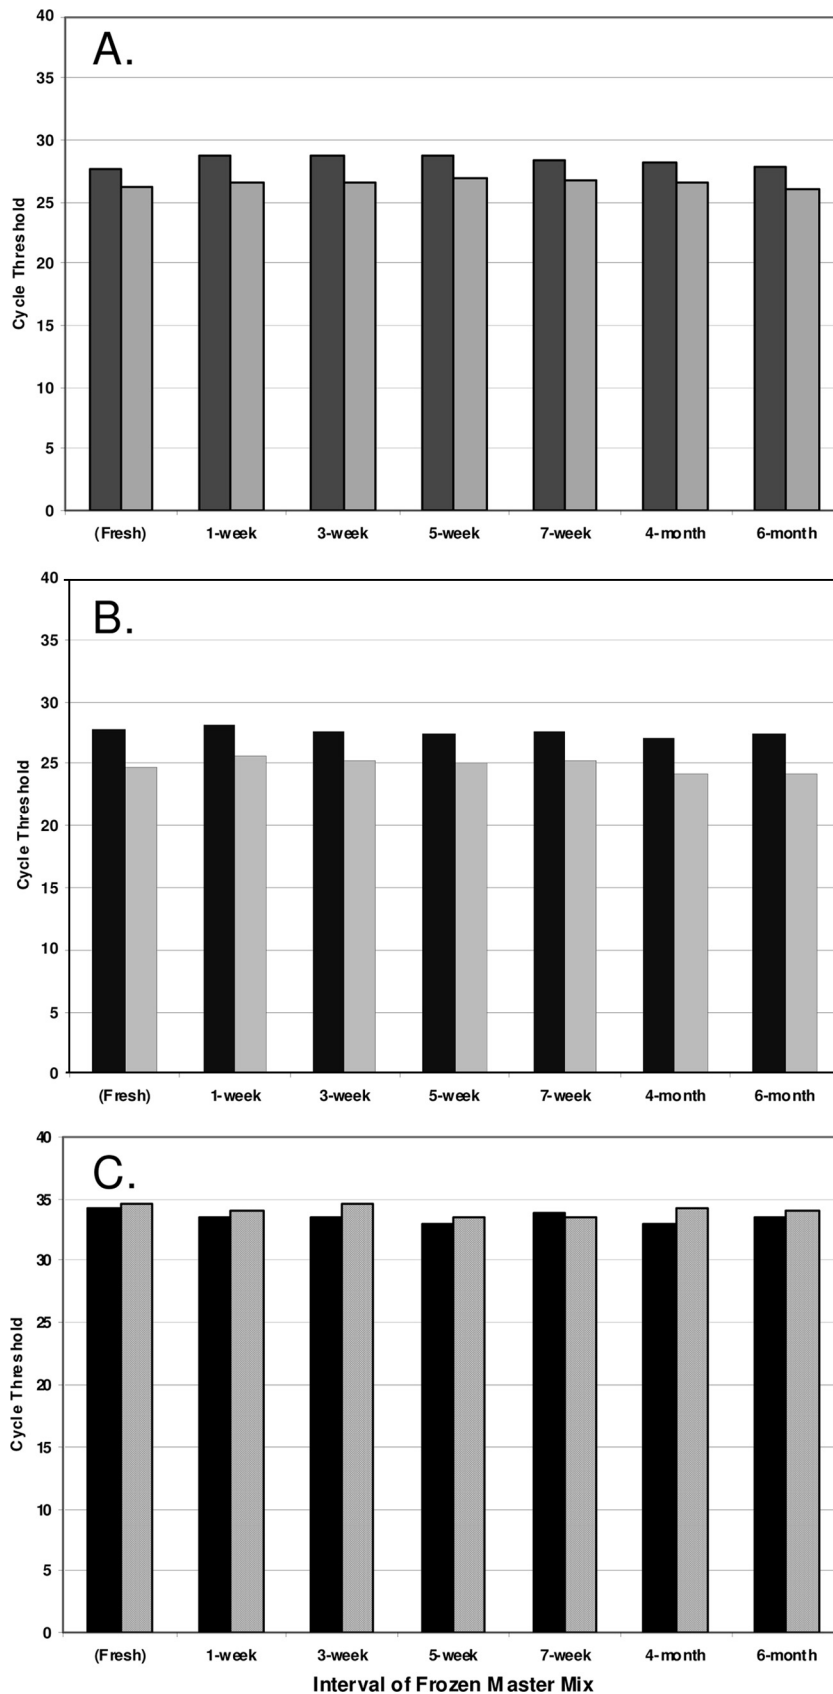 40
A.
35
30
25
20
15
10
5
0
Cycle Threshold
(Fresh) 1-week 3-week 5-week 7-week 4-month 6-month
40
B.
35
30
25
20
15
10
5
0
Cycle Threshold
(Fresh) 1-week 3-week 5-week 7-week 4-month 6-month
40
C.
35
30
25
20
15
10
5
0
Cycle Threshold
(Fresh) 1-week 3-week 5-week 7-week 4-month 6-month
Interval of Frozen Master Mix